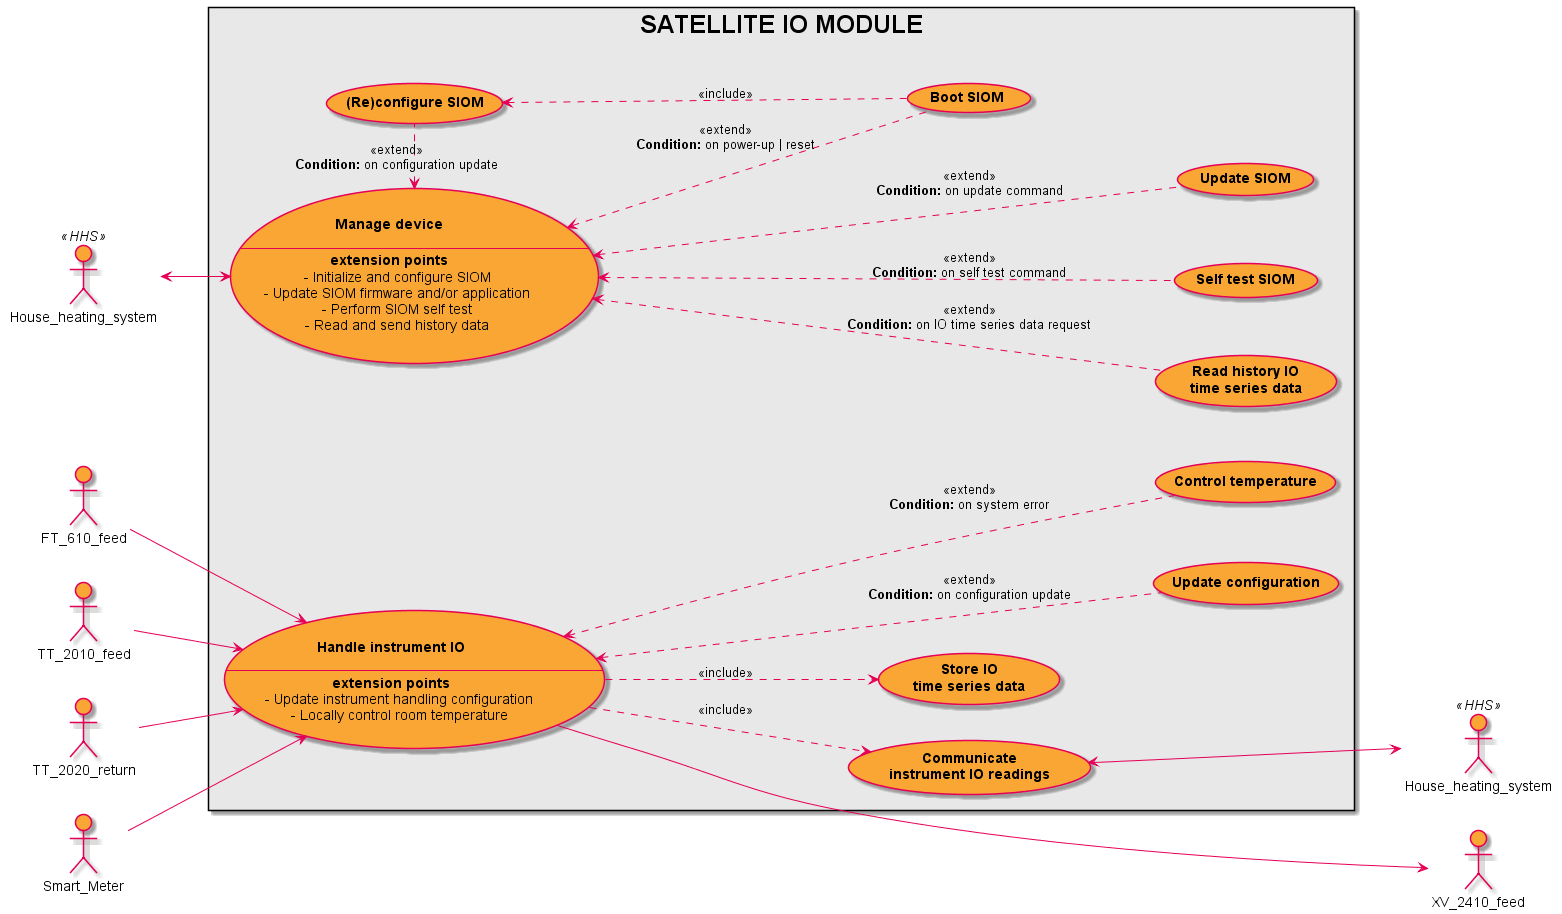 SATELLITE IO MODULE
(Re)configure SIOM
«include»
Boot SIOM
«extend»
Condition: on power-up | reset
«extend»
Condition: on configuration update
«extend»
Condition: on update command
Update SIOM
Manage device
extension points
- Initialize and configure SIOM
- Update SIOM firmware and/or application
- Perform SIOM self test
- Read and send history data
«HHS»
House_heating_system
«extend»
Condition: on self test command
Self test SIOM
«extend»
Condition: on IO time series data request
Read history IO
time series data
Control temperature
«extend»
Condition: on system error
FT_610_feed
«extend»
Condition: on configuration update
Update configuration
TT_2010_feed
Handle instrument IO
extension points
- Update instrument handling configuration
- Locally control room temperature
«include»
Store IO
time series data
«include»
Communicate
instrument IO readings
TT_2020_return
«HHS»
House_heating_system
Smart_Meter
XV_2410_feed